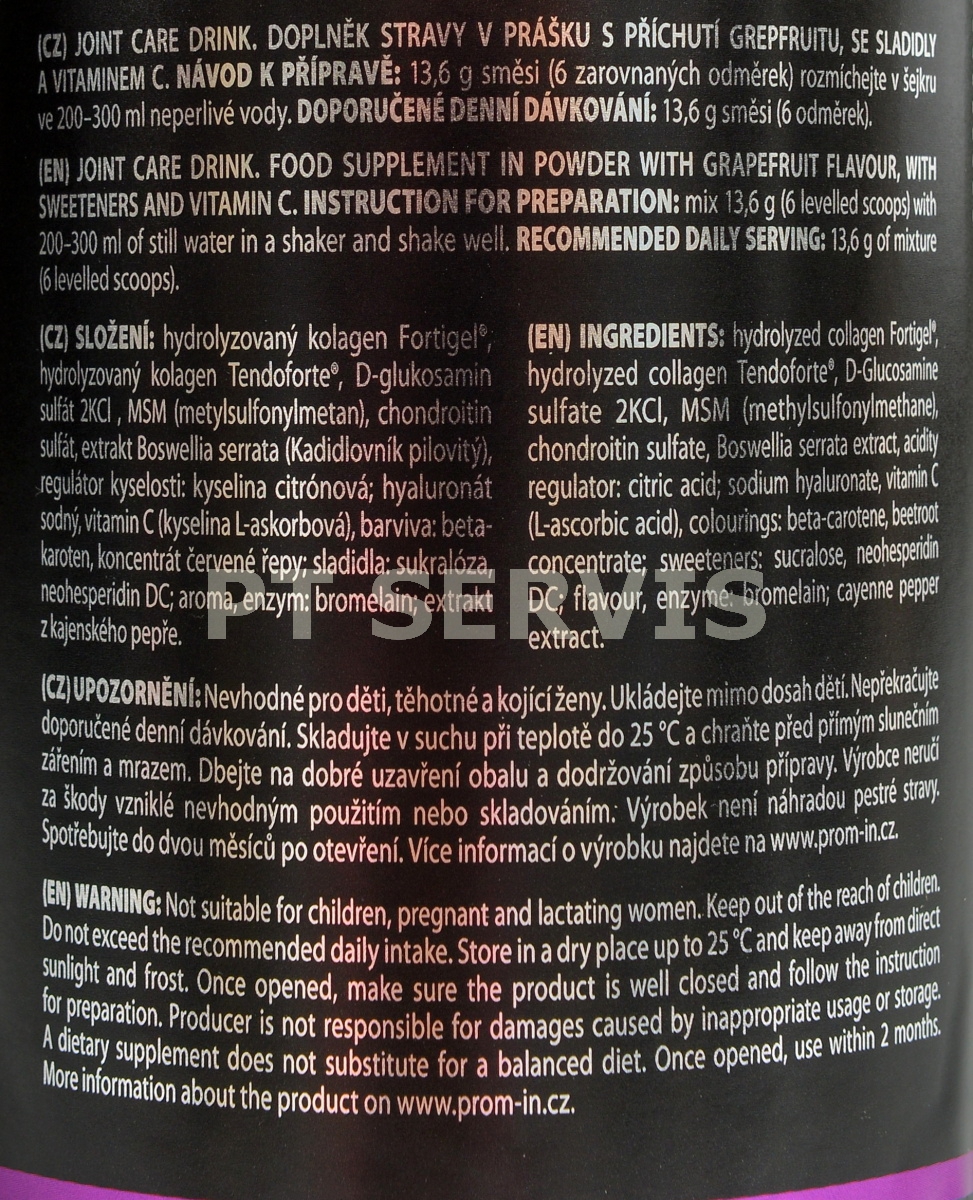 (CZ) JOINT CARE DRINK. DOPLNĚK STRAVY V PRÁŠKU S PŘÍCHUTÍ GREPFRUITU, SE SLADIDLY
A VITAMINEM C. NÁVOD K PŘÍPRAVĚ: 13,6 g směsi (6 zarovnaných odměrek) rozmíchejte v šejkru
ve 200–300 ml neperlivé vody. DOPORUČENÉ DENNÍ DÁVKOVÁNÍ: 13,6 g směsi (6 odměrek).
(EN) JOINT CARE DRINK. FOOD SUPPLEMENT IN POWDER WITH GRAPEFRUIT FLAVOUR, WITH
SWEETENERS AND VITAMIN C. INSTRUCTION FOR PREPARATION: mix 13,6 g (6 levelled scoops) with
200–300 ml of still water in a shaker and shake well. RECOMMENDED DAILY SERVING: 13,6 g of mixture
(6 levelled scoops).
(CZ) SLOŽENÍ: hydrolyzovaný kolagen Fortigel®,
hydrolyzovaný kolagen Tendoforte®, D-glukosamin
sulfát 2KCl , MSM (metylsulfonylmetan), chondroitin
sulfát, extrakt Boswellia serrata (Kadidlovník pilovitý),
regulátor kyselosti: kyselina citrónová; hyaluronát
sodný, vitamin C (kyselina L-askorbová), barviva: beta-
karoten, koncentrát červené řepy; sladidla: sukralóza,
neohesperidin DC; aroma, enzym: bromelain; extrakt
z kajenského pepře.
(EN) INGREDIENTS: hydrolyzed collagen Fortigel®,
hydrolyzed collagen Tendoforte®, D-Glucosamine
sulfate 2KCl, MSM (methylsulfonylmethane),
chondroitin sulfate, Boswellia serrata extract, acidity
regulator: citric acid; sodium hyaluronate, vitamin C
(L-ascorbic acid), colourings: beta-carotene, beetroot
concentrate; sweeteners: sucralose, neohesperidin
DC; flavour, enzyme: bromelain; cayenne pepper
extract.
PT SERVIS
(CZ) UPOZORNĚNÍ: Nevhodné pro děti, těhotné a kojící ženy. Ukládejte mimo dosah dětí. Nepřekračujte
doporučené denní dávkování. Skladujte v suchu při teplotě do 25 °C a chraňte před přímým slunečním
zářením a mrazem. Dbejte na dobré uzavření obalu a dodržování způsobu přípravy. Výrobce neručí
za škody vzniklé nevhodným použitím nebo skladováním. Výrobek není náhradou pestré stravy.
Spotřebujte do dvou měsíců po otevření. Více informací o výrobku najdete na www.prom-in.cz.
(EN) WARNING: Not suitable for children, pregnant and lactating women. Keep out of the reach of children.
Do not exceed the recommended daily intake. Store in a dry place up to 25 °C and keep away from direct
sunlight and frost. Once opened, make sure the product is well closed and follow the instruction
for preparation. Producer is not responsible for damages caused by inappropriate usage or storage.
A dietary supplement does not substitute for a balanced diet. Once opened, use within 2 months.
More information about the product on www.prom-in.cz.